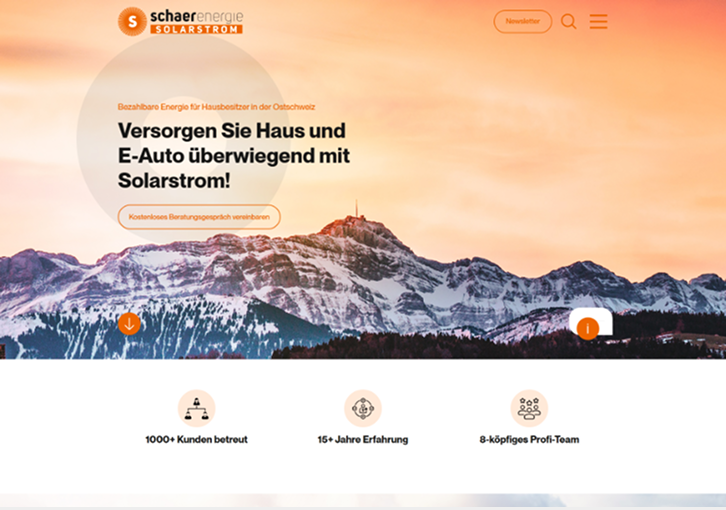 schaerenergie
SOLARSTROM
Newsletter
Bezahlbare Energie für Hausbesitzer in der Ostschweiz
Versorgen Sie Haus und
E-Auto überwiegend mit
Solarstrom!
Kostenloses Beratungsgespräch vereinbaren
1000+ Kunden betreut
15+ Jahre Erfahrung
8-köpfiges Profi-Team